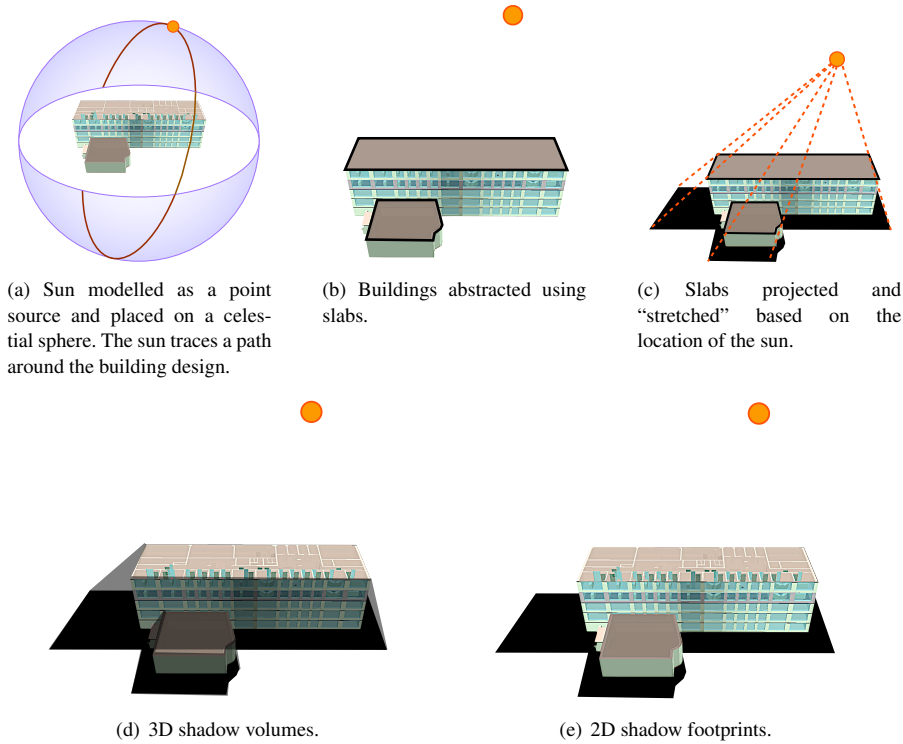 (a) Sun modelled as a point
source and placed on a celes-
tial sphere. The sun traces a path
around the building design.
(b) Buildings abstracted using
slabs.
(c) Slabs projected and
“stretched” based on the
location of the sun.
(d) 3D shadow volumes.
(e) 2D shadow footprints.